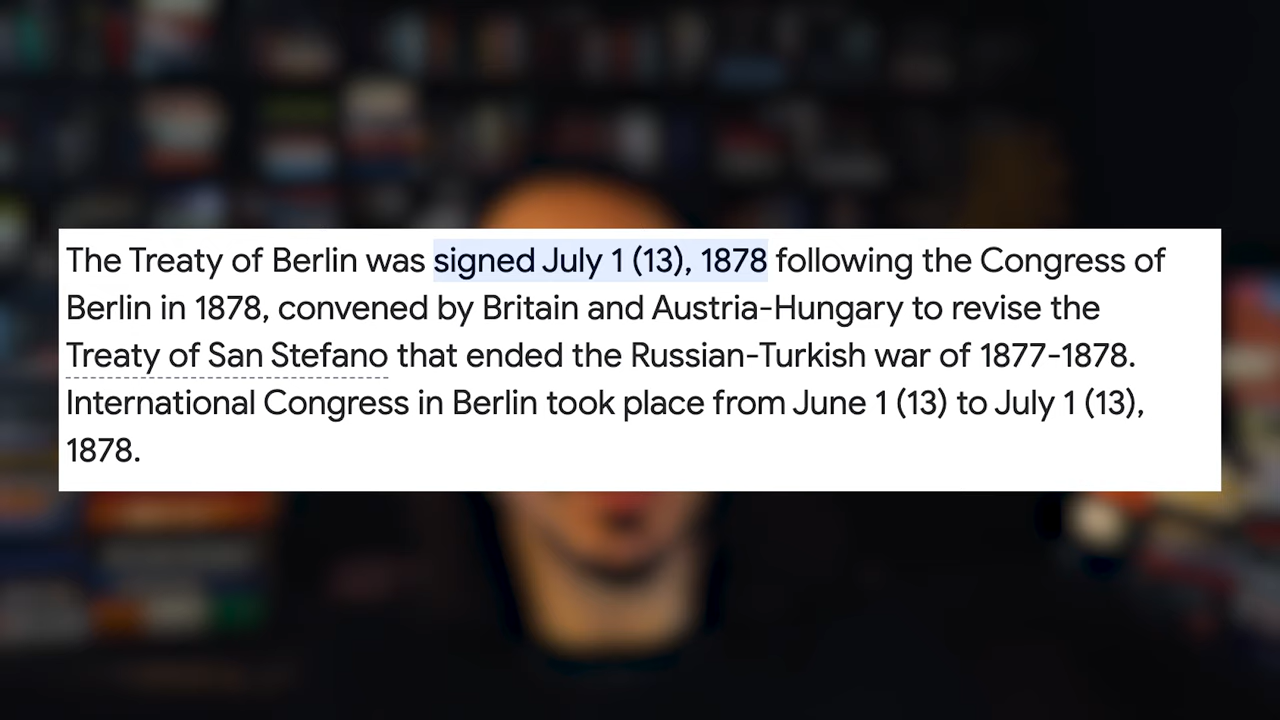 The Treaty of Berlin was signed July 1 (13), 1878 following the Congress of
Berlin in 1878, convened by Britain and Austria-Hungary to revise the
Treaty of San Stefano that ended the Russian-Turkish war of 1877-1878.
International Congress in Berlin took place from June 1 (13) to July 1 (13),
1878.